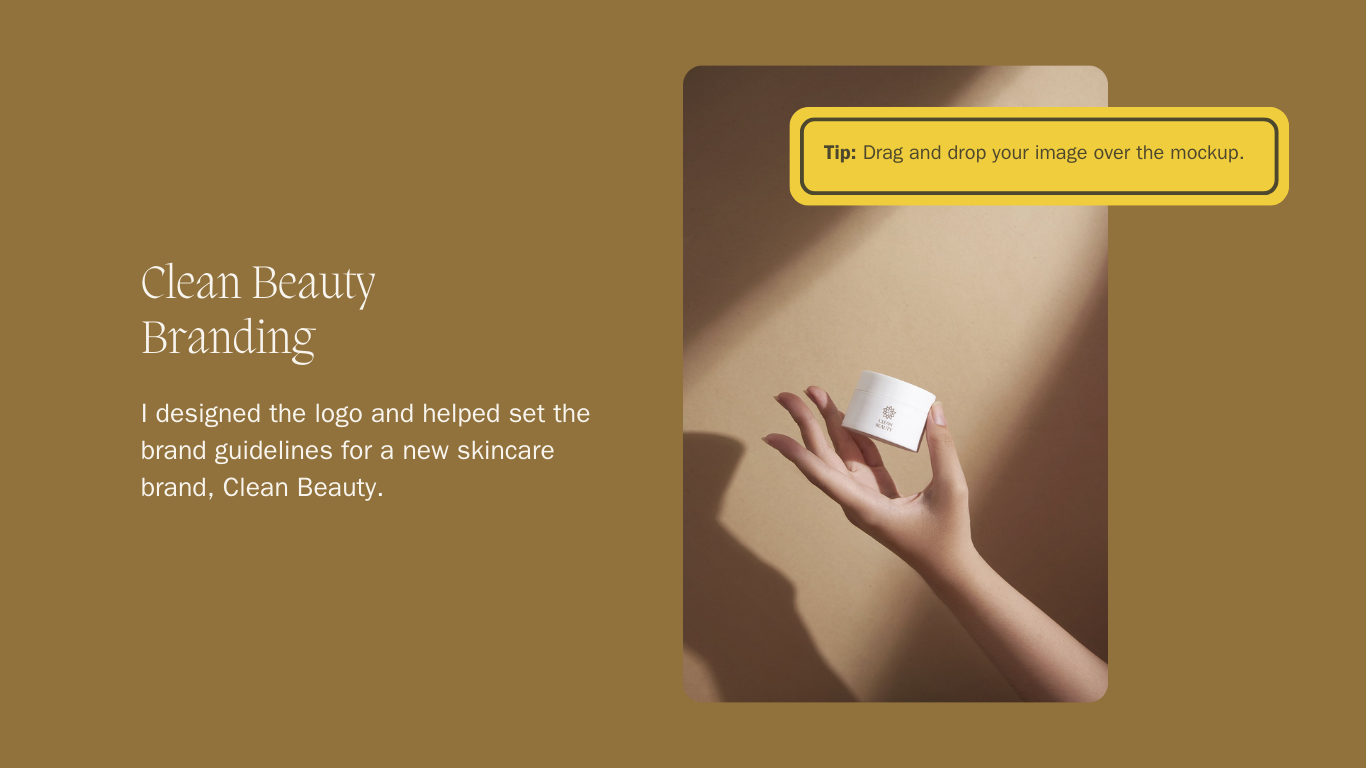 Tip: Drag and drop your image over the mockup.
Clean Beauty
Branding
I designed the logo and helped set the
brand guidelines for a new skincare
brand, Clean Beauty.
CLEAN
BEAUTY